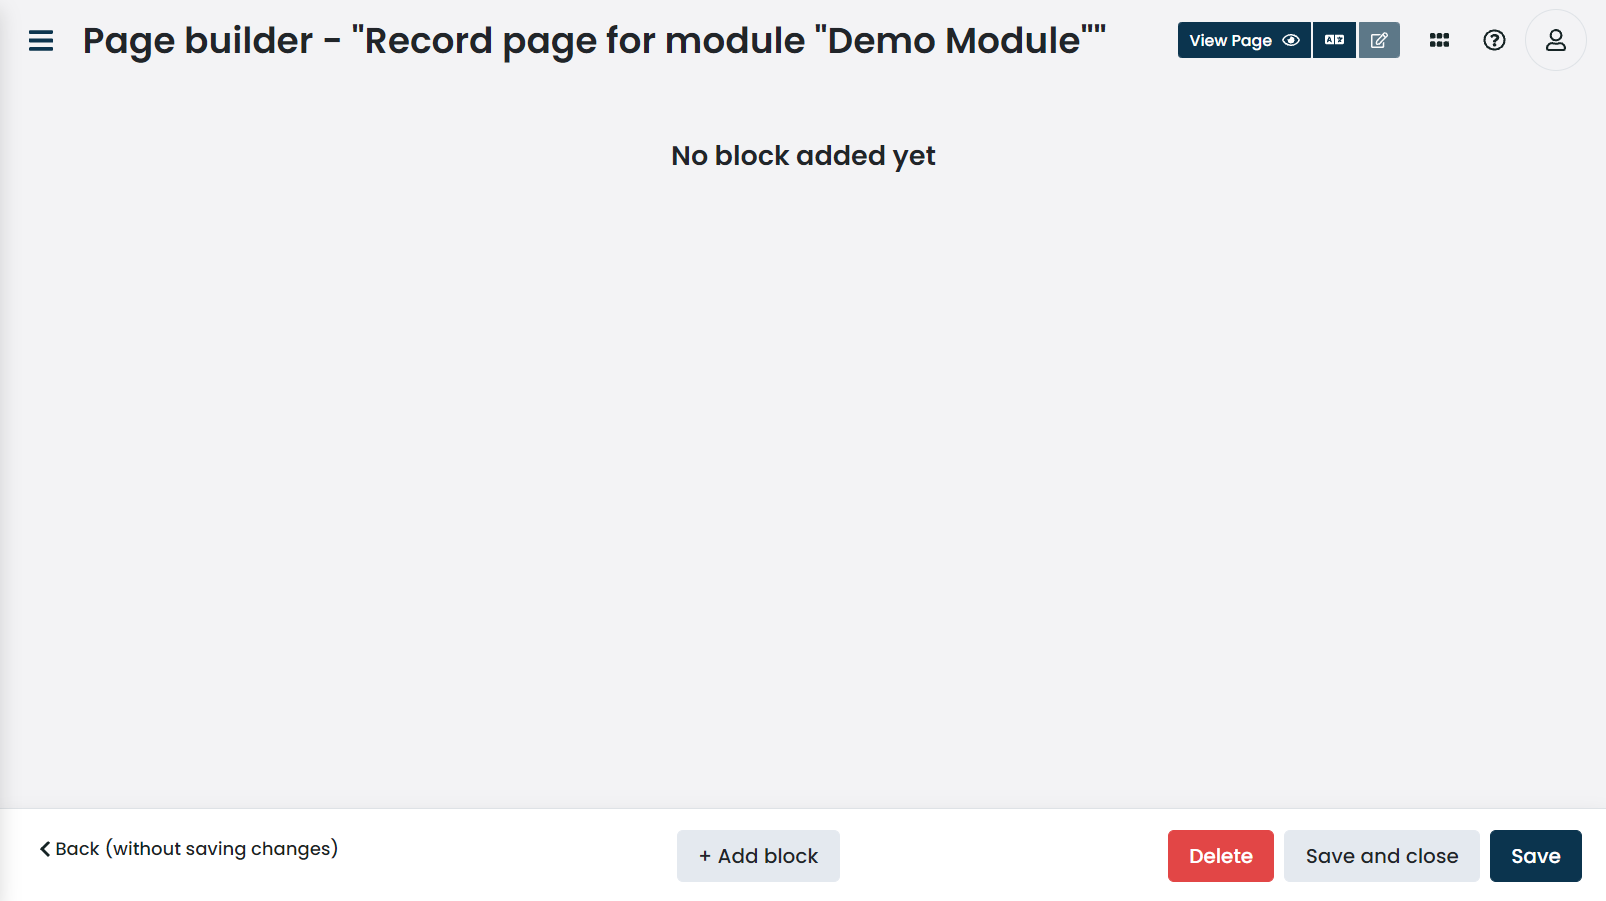 Page builder - "Record page for module "Demo Module""
View Page
No block added yet
Back (without saving changes)
+ Add block
Delete
Save and close
Save